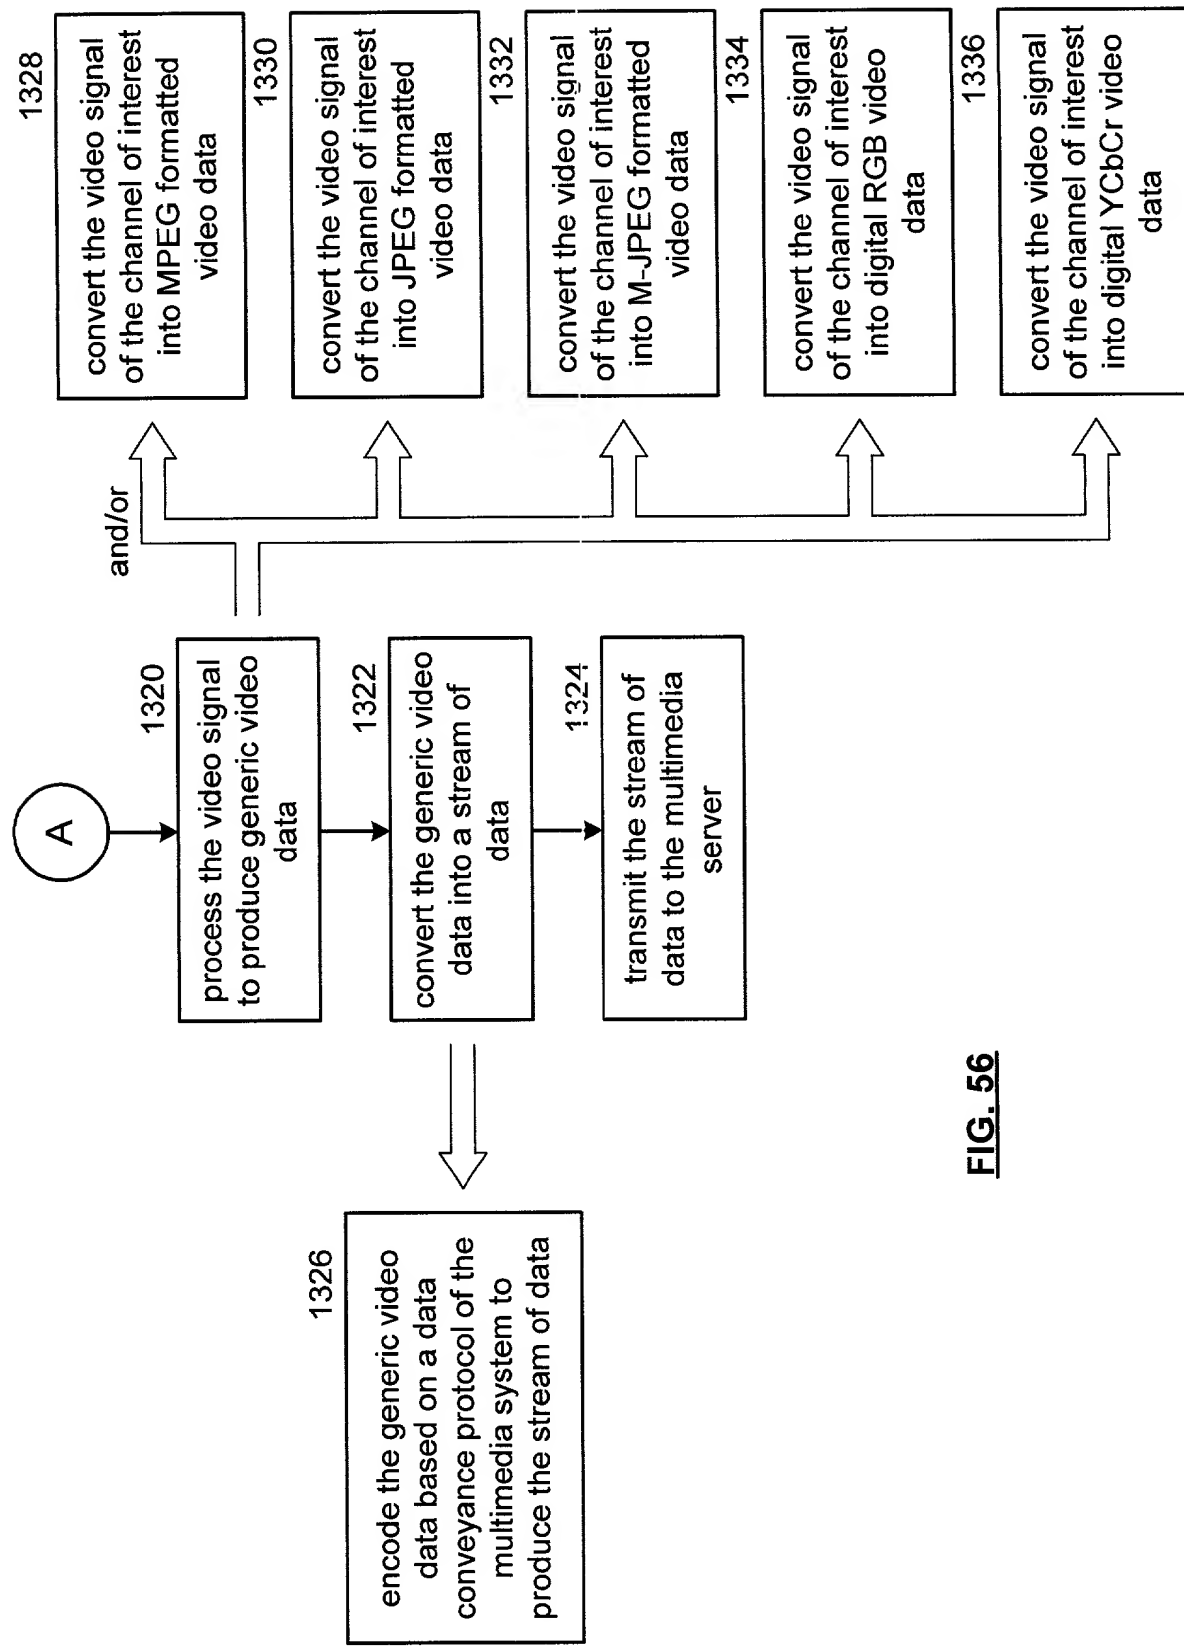 A
1320
process the video signal
to produce generic video
data
1322
convert the generic video
data into a stream of
data
1324
transmit the stream of
data to the multimedia
server
1326
encode the generic video
data based on a data
conveyance protocol of the
multimedia system to
produce the stream of data
and/or
1328
convert the video signal
of the channel of interest
into MPEG formatted
video data
1330
convert the video signal
of the channel of interest
into JPEG formatted
video data
1332
convert the video signal
of the channel of interest
into M-JPEG formatted
video data
1334
convert the video signal
of the channel of interest
into digital RGB video
data
1336
convert the video signal
of the channel of interest
into digital YCbCr video
data
FIG. 56